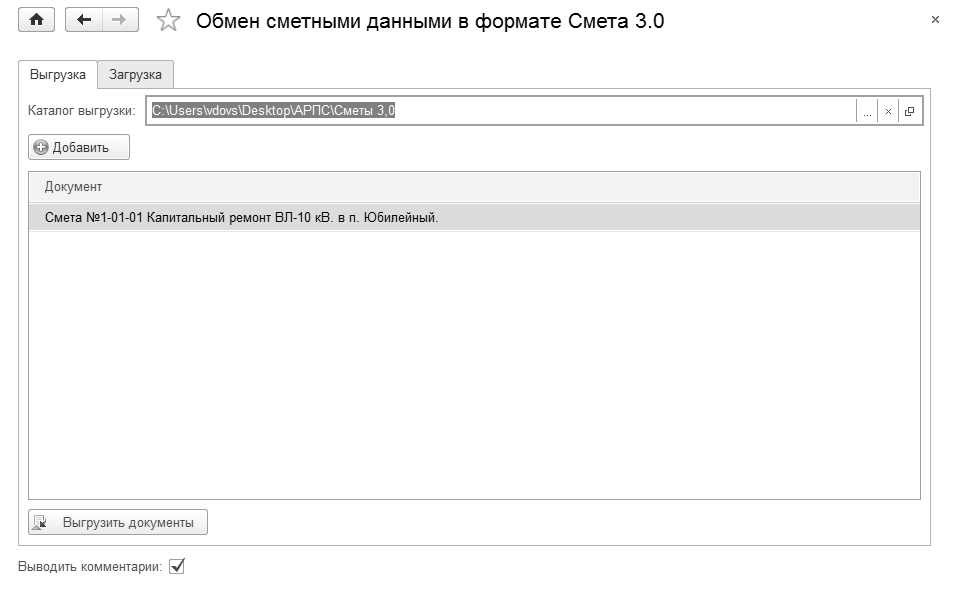 Обмен сметными данными в формате Смета 3.0
Выгрузка Загрузка
Каталог выгрузки: C:\Users\vdovs\Desktop\АРПС\Сметы 3,0
Добавить
Документ
Смета №1-01-01 Капитальный ремонт ВЛ-10 кВ. в п. Юбилейный.
Выгрузить документы
Выводить комментарии: